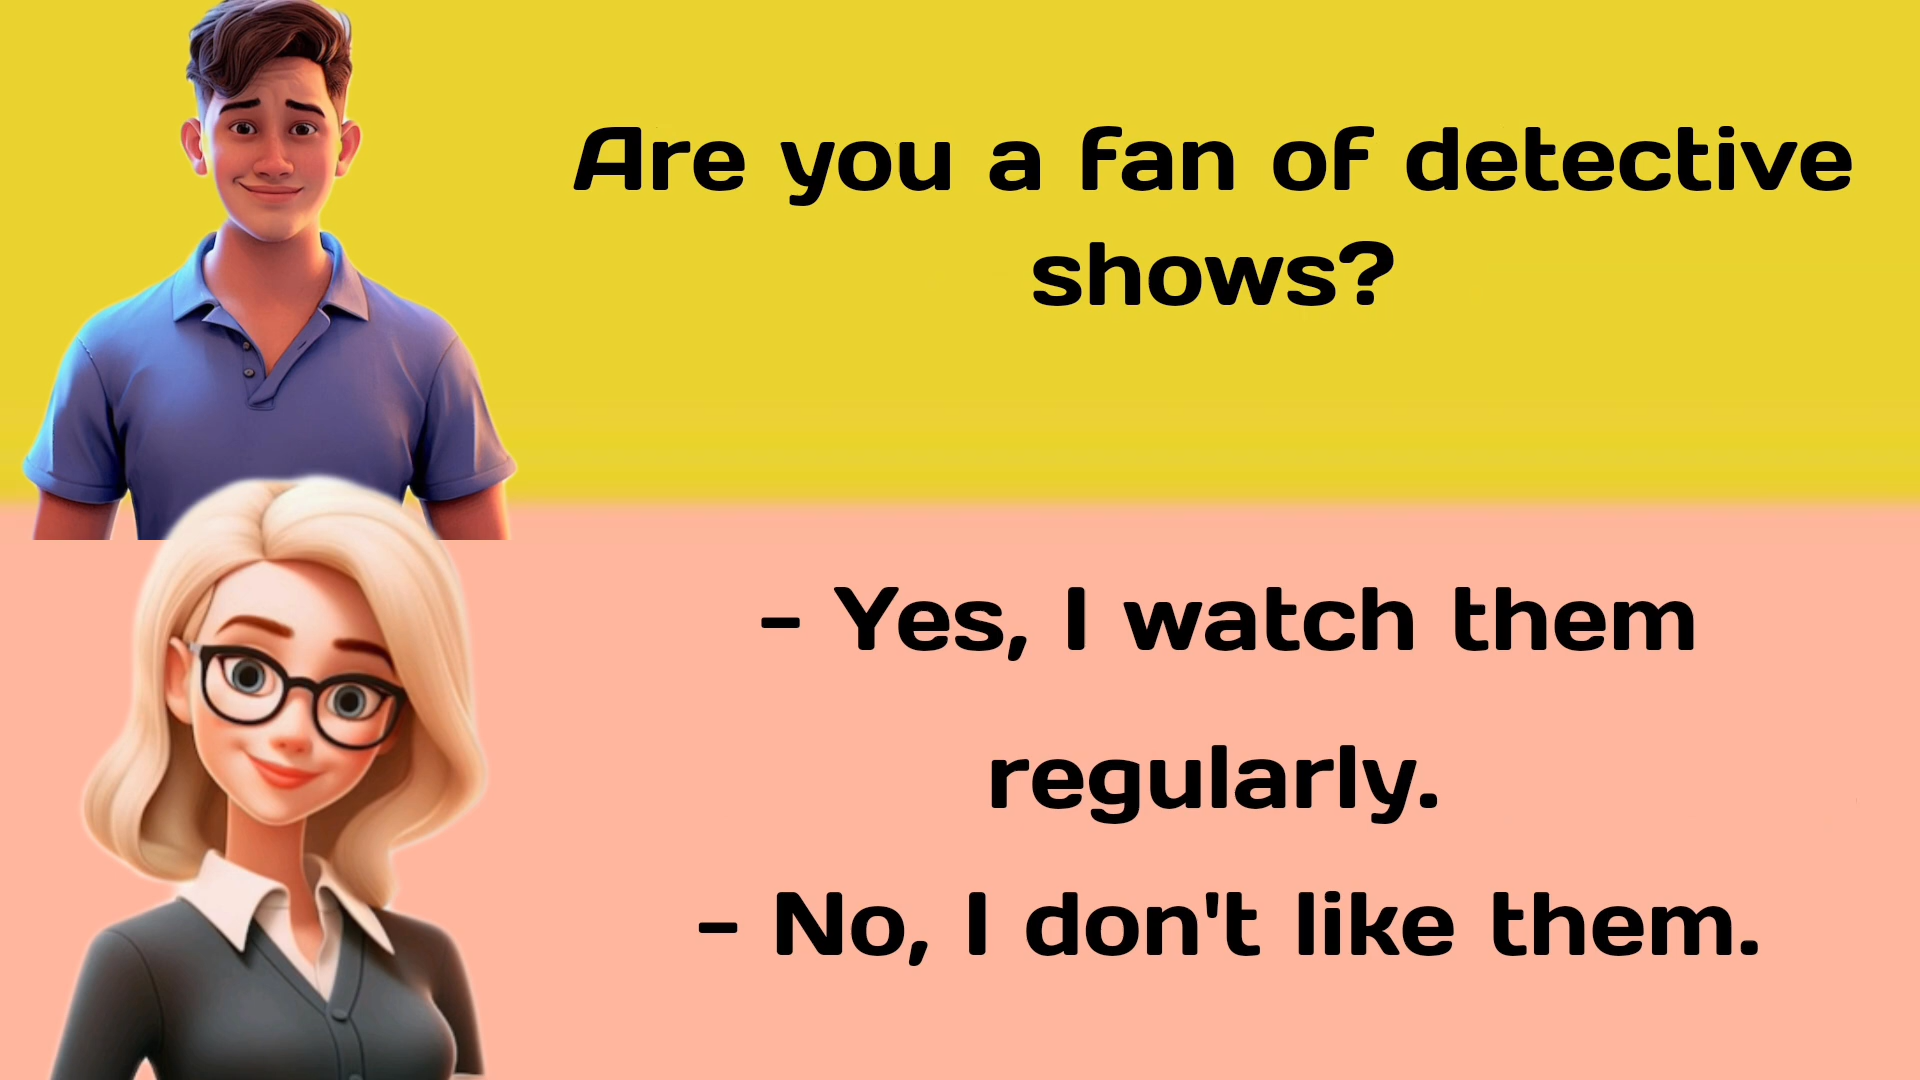 Are you a fan of detective
shows?
- Yes, I watch them
regularly.
- No, I don't like them.